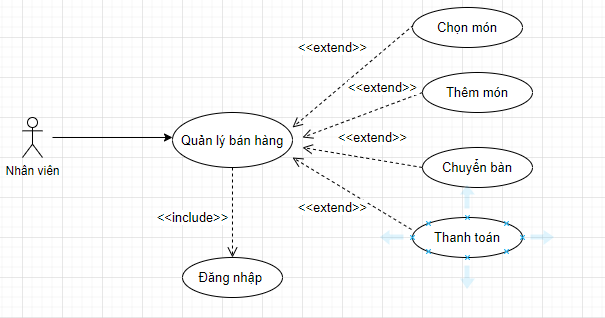 Chọn món
<<extend>>
<<extend>>
Thêm món
<<extend>>
Quản lý bán hàng
Chuyển bàn
Nhân viên
<<extend>>
<<include>>
Thanh toán
Đăng nhập